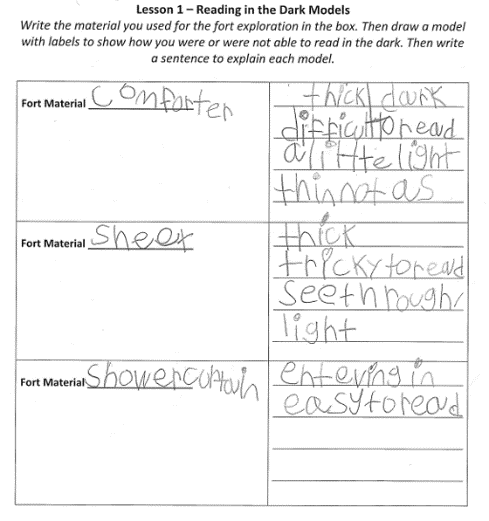 Lesson 1 – Reading in the Dark Models
Write the material you used for the fort exploration in the box. Then draw a model
with labels to show how you were or were not able to read in the dark. Then write
a sentence to explain each model.
Fort Material Comforter
thick dark
difficult to read
a little light
thin not as
Fort Material Sheet
thick
tricky to read
see through/
light
Fort Material Showercurtain
entering in
easy to read